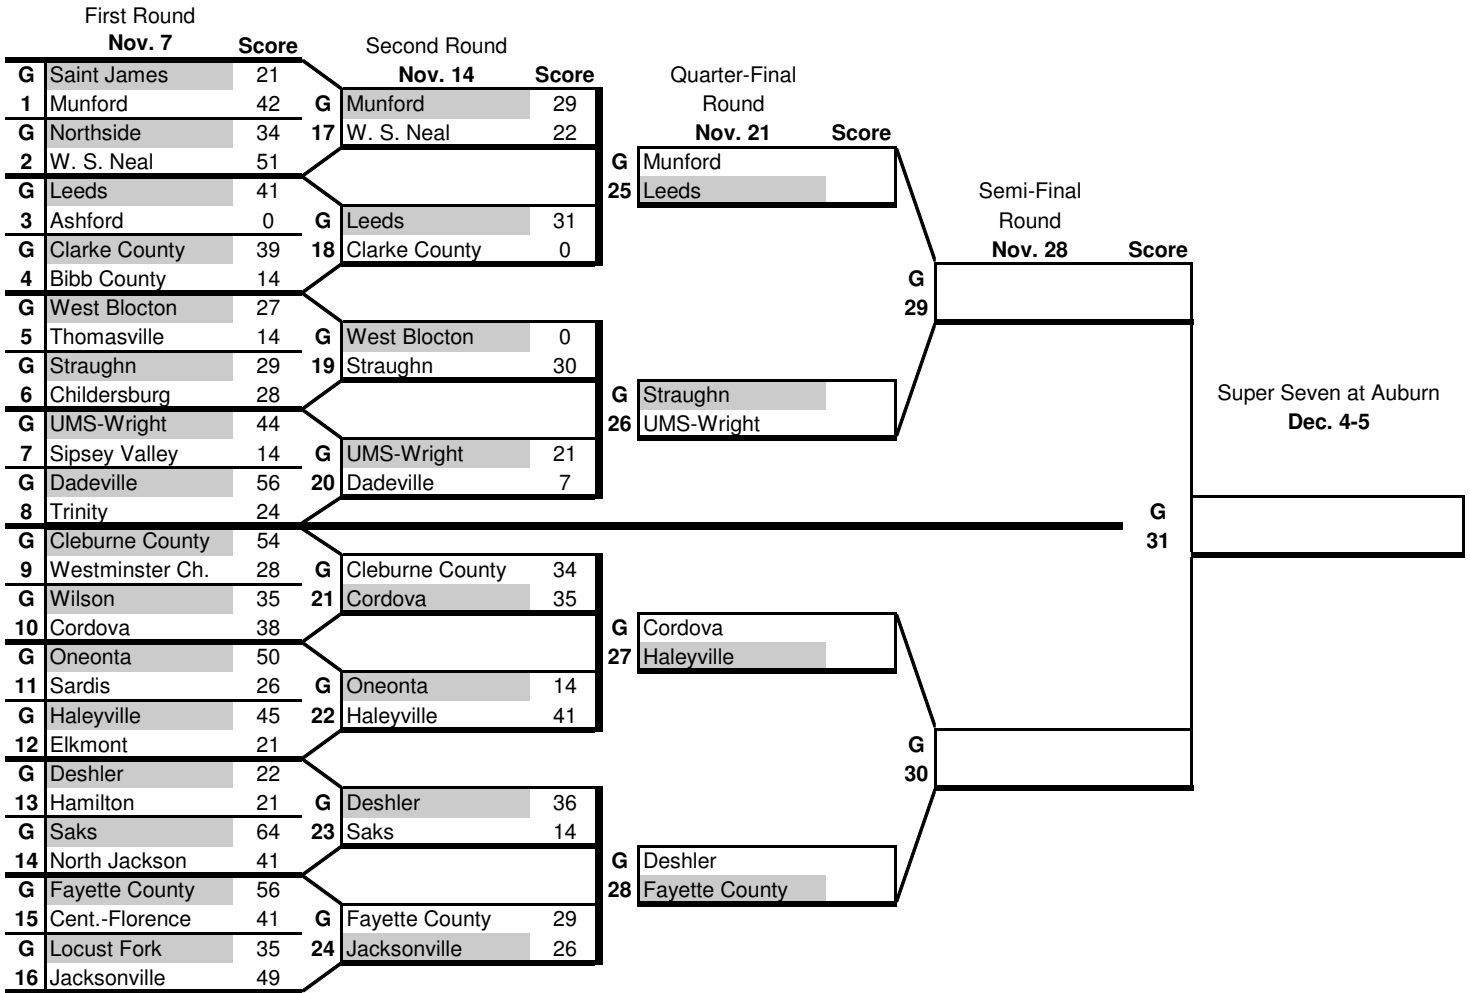 First Round
Nov. 7 Score
G Saint James 21
1 Munford 42
G Northside 34
2 W. S. Neal 51
G Leeds 41
3 Ashford 0
G Clarke County 39
4 Bibb County 14
G West Blocton 27
5 Thomasville 14
G Straughn 29
6 Childersburg 28
G UMS-Wright 44
7 Sipsey Valley 14
G Dadeville 56
8 Trinity 24
G Cleburne County 54
9 Westminster Ch. 28
G Wilson 35
10 Cordova 38
G Oneonta 50
11 Sardis 26
G Haleyville 45
12 Elkmont 21
G Deshler 22
13 Hamilton 21
G Saks 64
14 North Jackson 41
G Fayette County 56
15 Cent.-Florence 41
G Locust Fork 35
16 Jacksonville 49
Second Round
Nov. 14 Score
G Munford 29
17 W. S. Neal 22
G Leeds 31
18 Clarke County 0
G West Blocton 0
19 Straughn 30
G UMS-Wright 21
20 Dadeville 7
G Cleburne County 34
21 Cordova 35
G Oneonta 14
22 Haleyville 41
G Deshler 36
23 Saks 14
G Fayette County 29
24 Jacksonville 26
Quarter-Final
Round
Nov. 21 Score
G Munford
25 Leeds
G Straughn
26 UMS-Wright
G Cordova
27 Haleyville
G Deshler
28 Fayette County
Semi-Final
Round
Nov. 28 Score
G
29
G
30
Super Seven at Auburn
Dec. 4-5
G
31